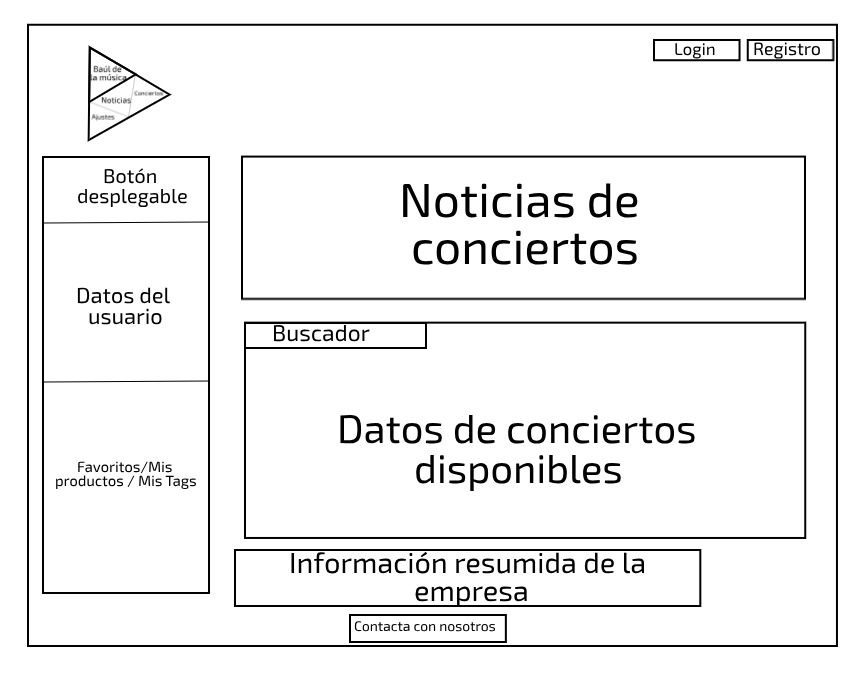 Login
Registro
Baúl de
la música
Conciertos
Noticias
Ajustes
Botón
desplegable
Noticias de
conciertos
Datos del
usuario
Buscador
Datos de conciertos
disponibles
Favoritos/Mis
productos / Mis Tags
Información resumida de la
empresa
Contacta con nosotros